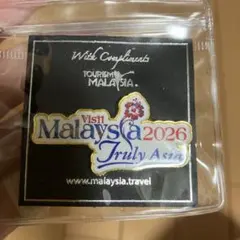 With Compliments
TOURISM
MALAYSIA®
Visit
Malaysia 2026
Truly Asia
www.malaysia.travel